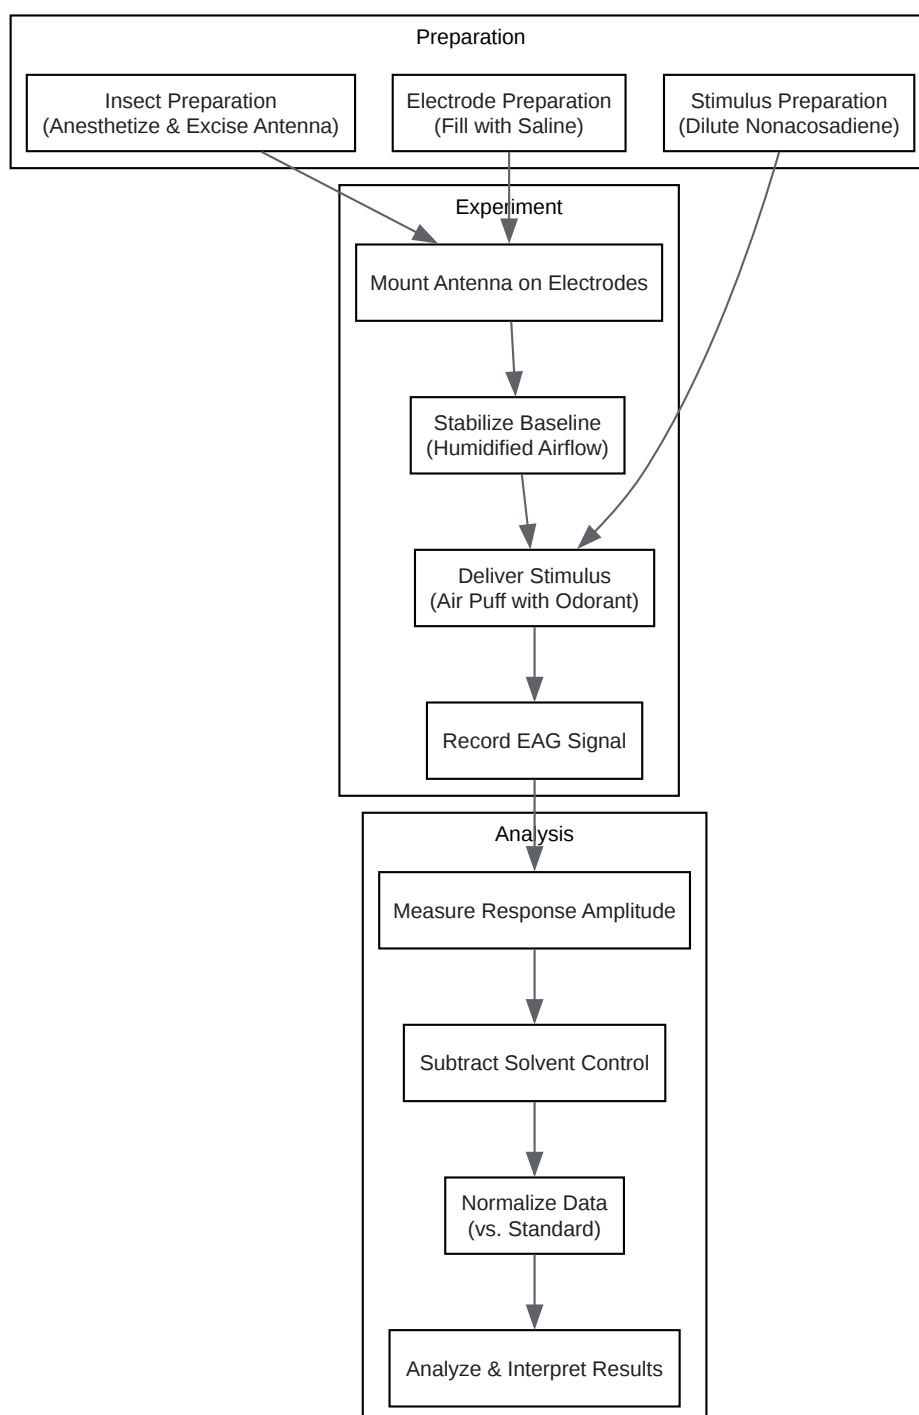 Preparation
Insect Preparation
(Anesthetize & Excise Antenna)
Electrode Preparation
(Fill with Saline)
Stimulus Preparation
(Dilute Nonacosadiene)
Experiment
Mount Antenna on Electrodes
Stabilize Baseline
(Humidified Airflow)
Deliver Stimulus
(Air Puff with Odorant)
Record EAG Signal
Analysis
Measure Response Amplitude
Subtract Solvent Control
Normalize Data
(vs. Standard)
Analyze & Interpret Results